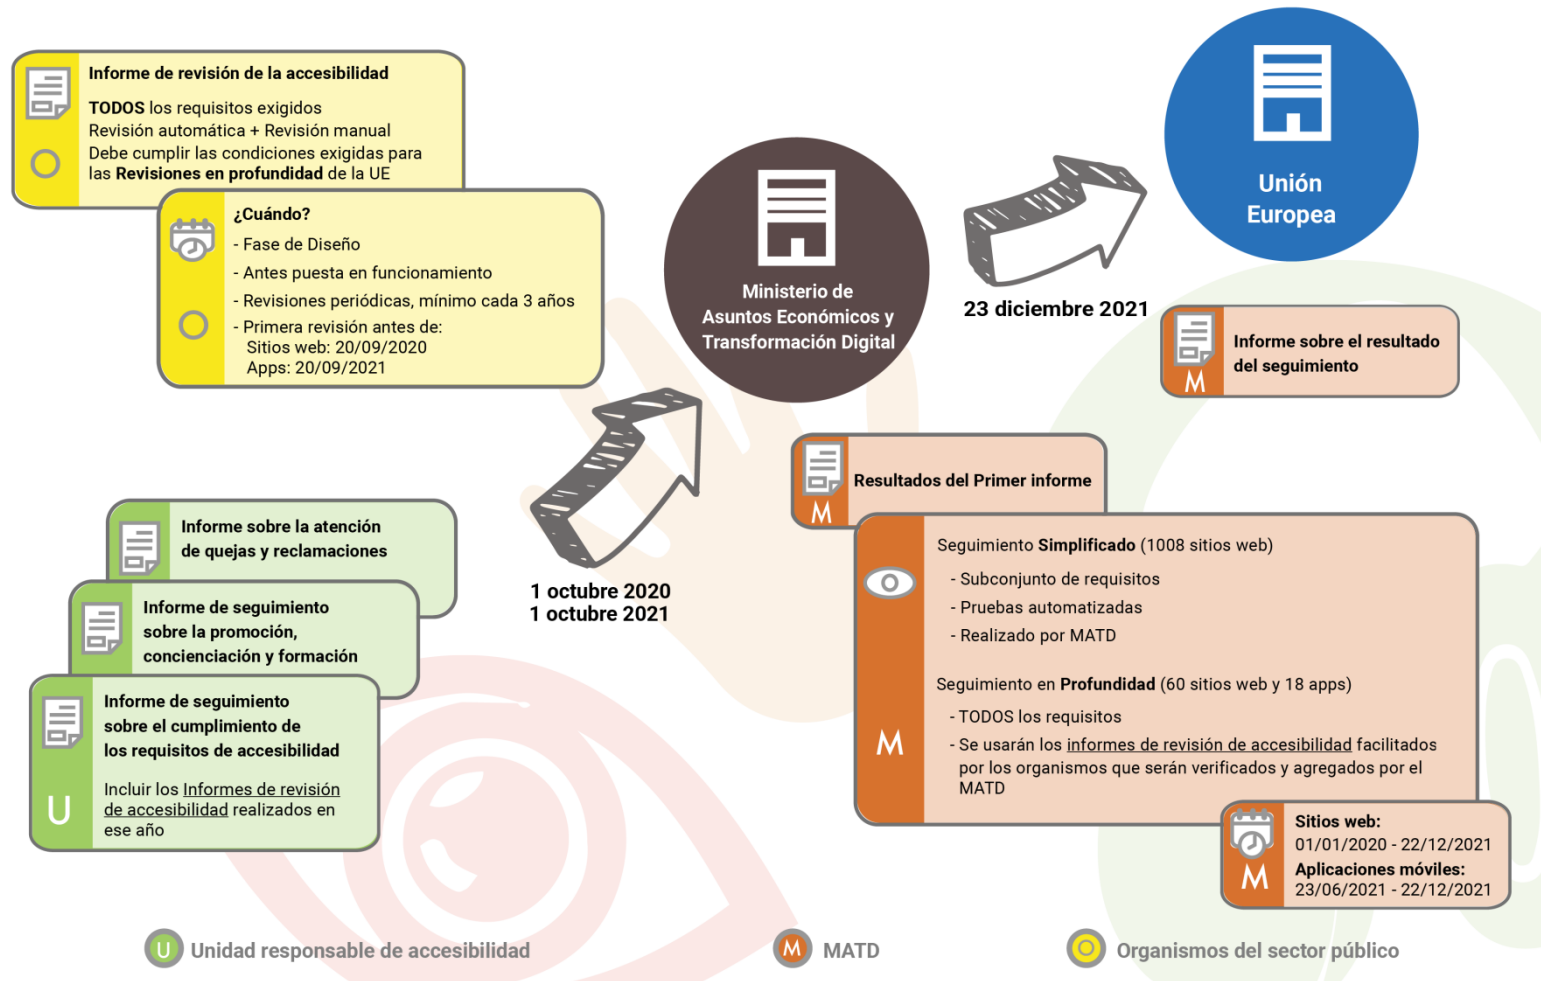 Informe de revisión de la accesibilidad
TODOS los requisitos exigidos
Revisión automática + Revisión manual
Debe cumplir las condiciones exigidas para
las Revisiones en profundidad de la UE
¿Cuándo?
- Fase de Diseño
- Antes puesta en funcionamiento
- Revisiones periódicas, mínimo cada 3 años
- Primera revisión antes de:
Sitios web: 20/09/2020
Apps: 20/09/2021
Ministerio de
Asuntos Económicos y
Transformación Digital
23 diciembre 2021
Unión
Europea
Informe sobre el resultado
del seguimiento
M
1 octubre 2020
1 octubre 2021
Informe sobre la atención
de quejas y reclamaciones
Informe de seguimiento
sobre la promoción,
concienciación y formación
Informe de seguimiento
sobre el cumplimiento de
los requisitos de accesibilidad
Incluir los Informes de revisión
de accesibilidad realizados en
ese año
U
Resultados del Primer informe
M
Seguimiento Simplificado (1008 sitios web)
- Subconjunto de requisitos
- Pruebas automatizadas
- Realizado por MATD
Seguimiento en Profundidad (60 sitios web y 18 apps)
- TODOS los requisitos
- Se usarán los informes de revisión de accesibilidad facilitados
por los organismos que serán verificados y agregados por el
MATD
M
Sitios web:
01/01/2020 - 22/12/2021
Aplicaciones móviles:
23/06/2021 - 22/12/2021
M
U Unidad responsable de accesibilidad
M MATD
O Organismos del sector público